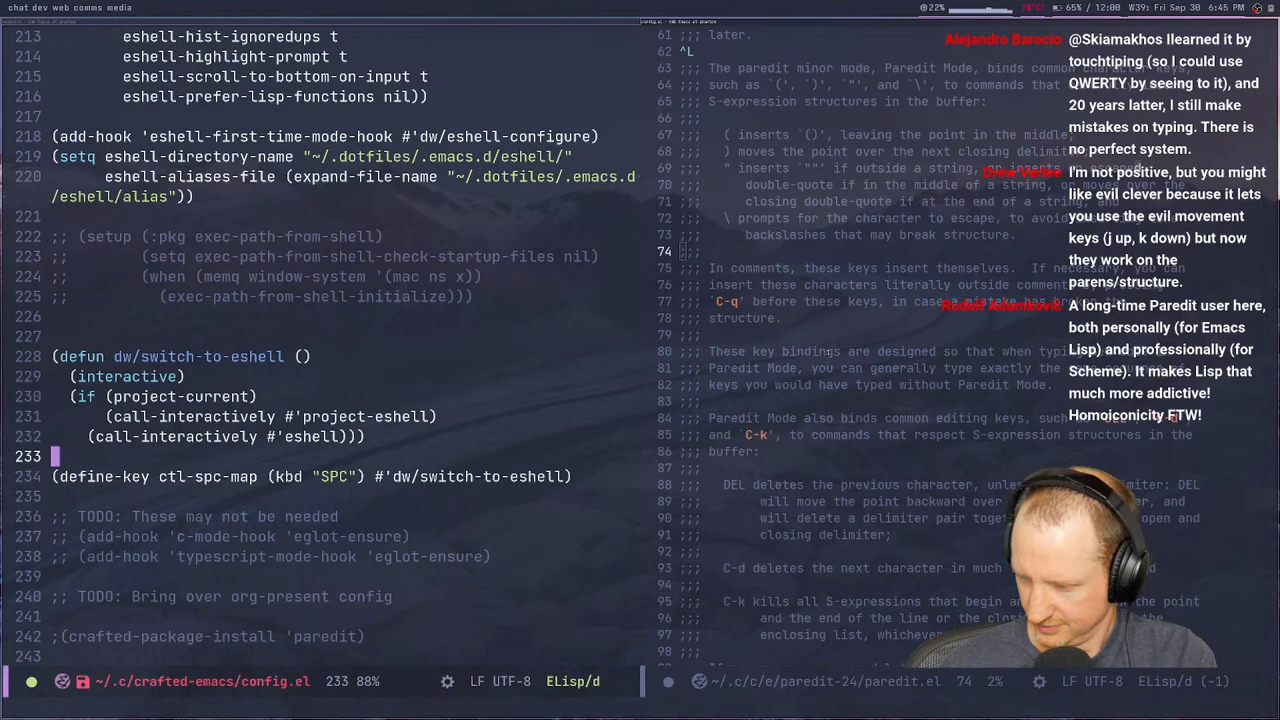 chat dev web comms media
22%
78°C!
65% / 12:00
W39: Fri Sep 30
6:45 PM
213 eshell-hist-ignoredups t
214 eshell-highlight-prompt t
215 eshell-scroll-to-bottom-on-input t
216 eshell-prefer-lisp-functions nil))
217
218 (add-hook 'eshell-first-time-mode-hook #'dw/eshell-configure)
219 (setq eshell-directory-name "~/.dotfiles/.emacs.d/eshell/"
220 eshell-aliases-file (expand-file-name "~/.dotfiles/.emacs.d
/eshell/alias"))
221
222 ;; (setup (:pkg exec-path-from-shell)
223 ;; (setq exec-path-from-shell-check-startup-files nil)
224 ;; (when (memq window-system '(mac ns x))
225 ;; (exec-path-from-shell-initialize)))
226
227
228 (defun dw/switch-to-eshell ()
229 (interactive)
230 (if (project-current)
231 (call-interactively #'project-eshell)
232 (call-interactively #'eshell)))
233
234 (define-key ctl-spc-map (kbd "SPC") #'dw/switch-to-eshell)
235
236 ;; TODO: These may not be needed
237 ;; (add-hook 'c-mode-hook 'eglot-ensure)
238 ;; (add-hook 'typescript-mode-hook 'eglot-ensure)
239
240 ;; TODO: Bring over org-present config
241
242 ;(crafted-package-install 'paredit)
243
~/.c/crafted-emacs/config.el 233 88% LF UTF-8 ELisp/d
61 ;;; later.
62 ^L
63 ;;; The paredit minor mode, Paredit Mode, binds common character keys,
64 ;;; such as `(', `)', `"', and `\', to commands that
65 ;;; S-expression structures in the buffer:
66 ;;;
67 ;;; ( inserts `()', leaving the point in the middle;
68 ;;; ) moves the point over the next closing delimiter;
69 ;;; " inserts `""' if outside a string,
70 ;;; double-quote if in the middle of a string, or moves over the
71 ;;; closing double-quote if at the end of a string, and
72 ;;; \ prompts for the character to escape, to avoid
73 ;;; backslashes that may break structure.
74 ;;;
75 ;;; In comments, these keys insert themselves. If necessary, you can
76 ;;; insert these characters literally outside comments
77 ;;; `C-q' before these keys, in case a mistake has broken the
78 ;;; structure.
79 ;;;
80 ;;; These key bindings are designed so that when typing
81 ;;; Paredit Mode, you can generally type exactly the
82 ;;; keys you would have typed without Paredit Mode.
83 ;;;
84 ;;; Paredit Mode also binds common editing keys, such
85 ;;; and `C-k', to commands that respect S-expression structures in the
86 ;;; buffer:
87 ;;;
88 ;;; DEL deletes the previous character, unless delimiter: DEL
89 ;;; will move the point backward over
90 ;;; will delete a delimiter pair open and
91 ;;; closing delimiter;
92 ;;;
93 ;;; C-d deletes the next character in much
94 ;;;
95 ;;; C-k kills all S-expressions that begin the point
96 ;;; and the end of the line or the
97 ;;; enclosing list, whichever
98 ;;;
~/.c/c/e/paredit-24/paredit.el 74 2% LF UTF-8 ELisp/d (-1)
Alejandro Barocio @Skiamakhos Ilearned it by
touchtiping (so I could use
QWERTY by seeing to it), and
20 years latter, I still make
mistakes on typing. There is
no perfect system.
I'm not positive, but you might
like evil clever because it lets
you use the evil movement
keys (j up, k down) but now
they work on the
parens/structure.
A long-time Paredit user here,
both personally (for Emacs
Lisp) and professionally (for
Scheme). It makes Lisp that
much more addictive!
Homoiconicity FTW!